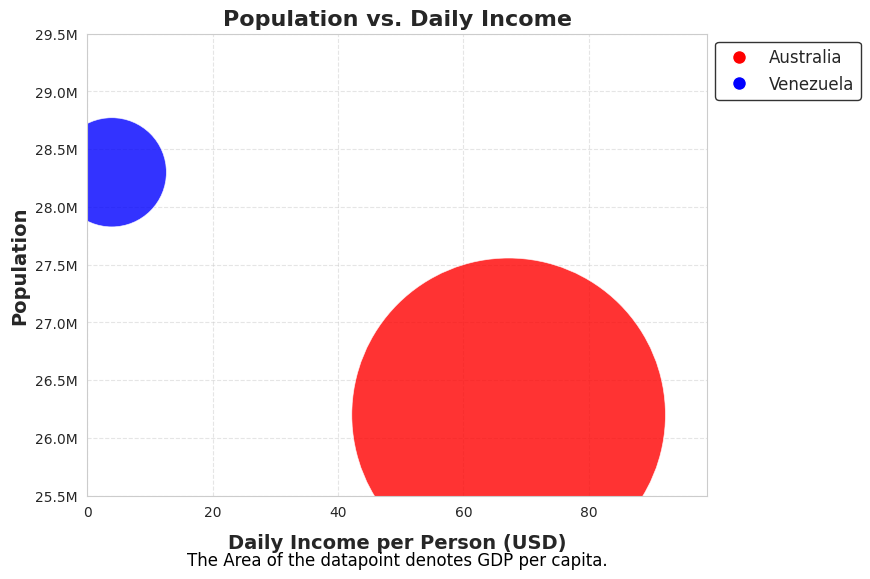 Population vs. Daily Income
29.5M
29.0M
28.5M
28.0M
27.5M
27.0M
26.5M
26.0M
25.5M
Population
0 20 40 60 80
Daily Income per Person (USD)
The Area of the datapoint denotes GDP per capita.
Australia
Venezuela